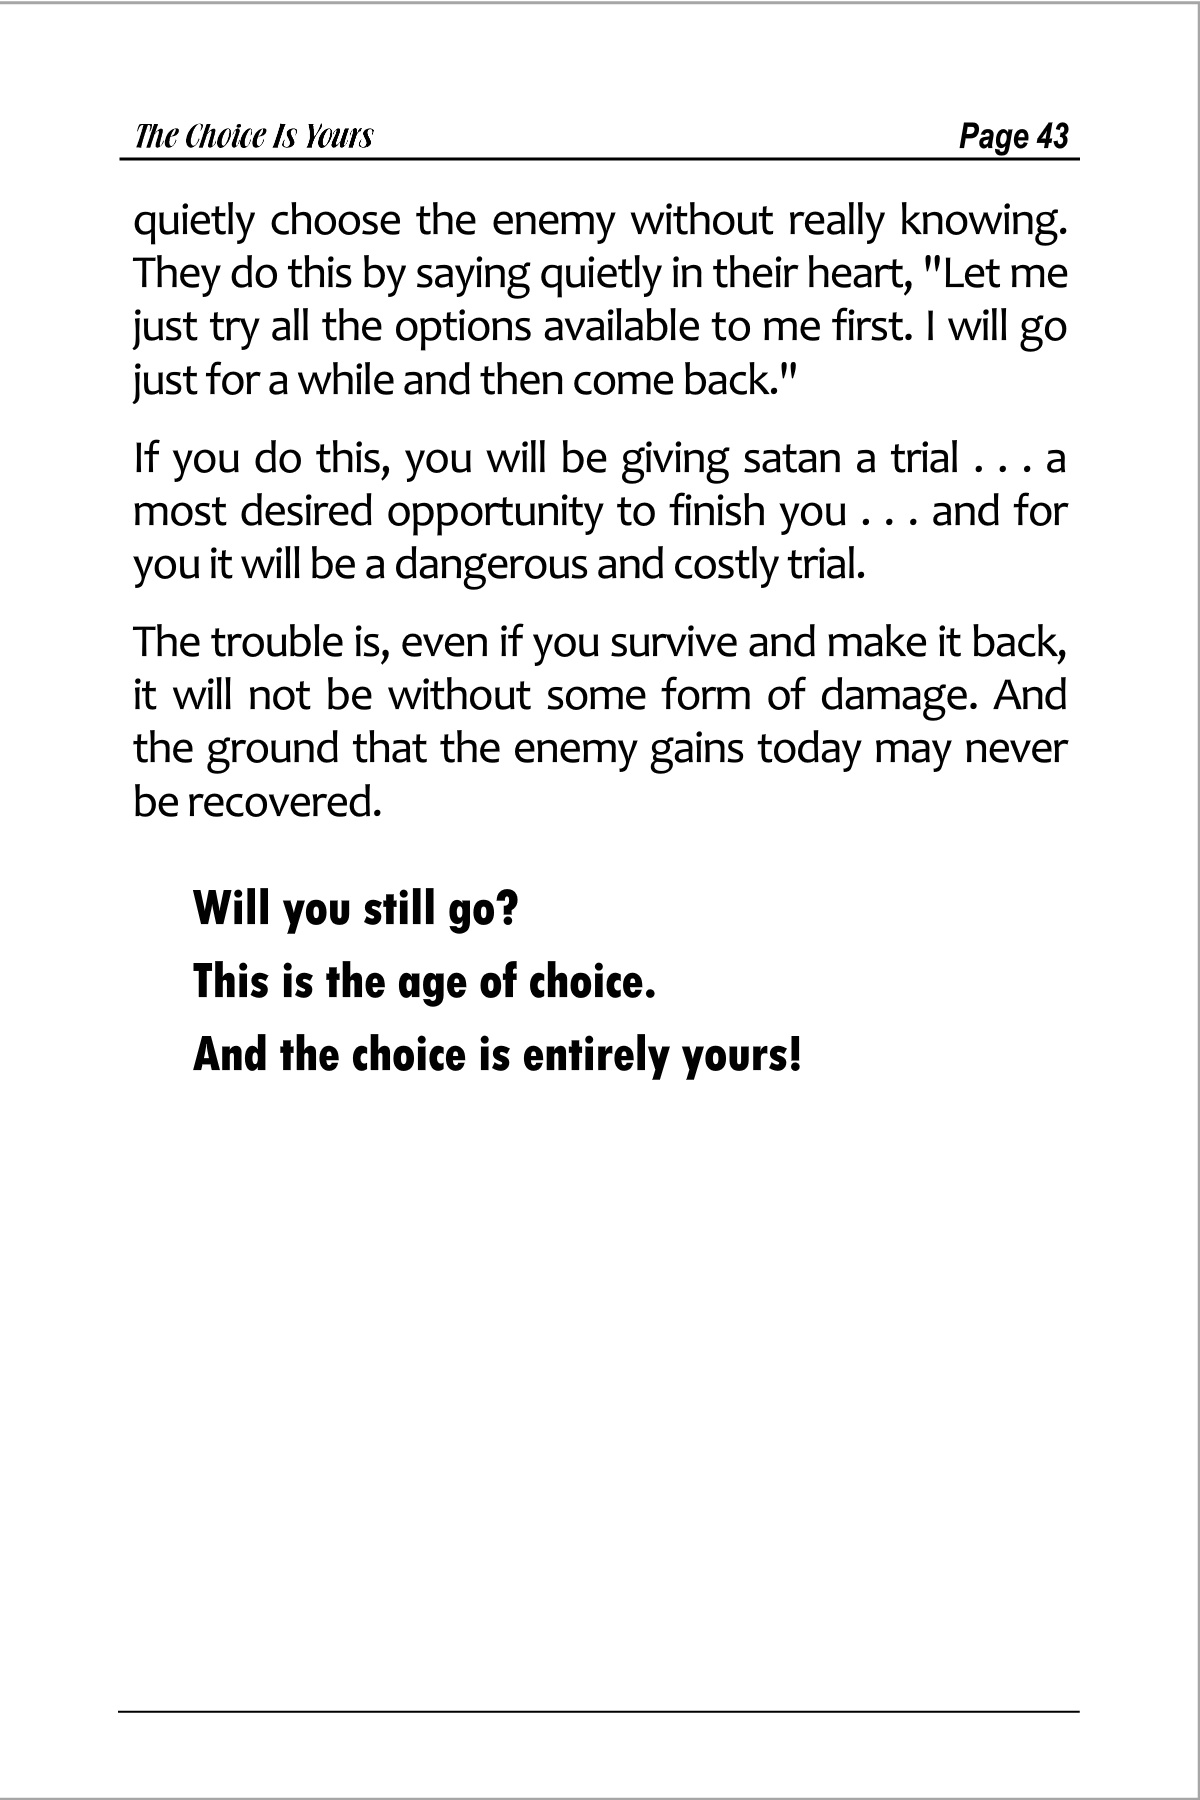 The Choice Is Yours Page 43
quietly choose the enemy without really knowing.
They do this by saying quietly in their heart, "Let me
just try all the options available to me first. I will go
just for a while and then come back."
If you do this, you will be giving satan a trial . . . a
most desired opportunity to finish you . . . and for
you it will be a dangerous and costly trial.
The trouble is, even if you survive and make it back,
it will not be without some form of damage. And
the ground that the enemy gains today may never
be recovered.
Will you still go?
This is the age of choice.
And the choice is entirely yours!